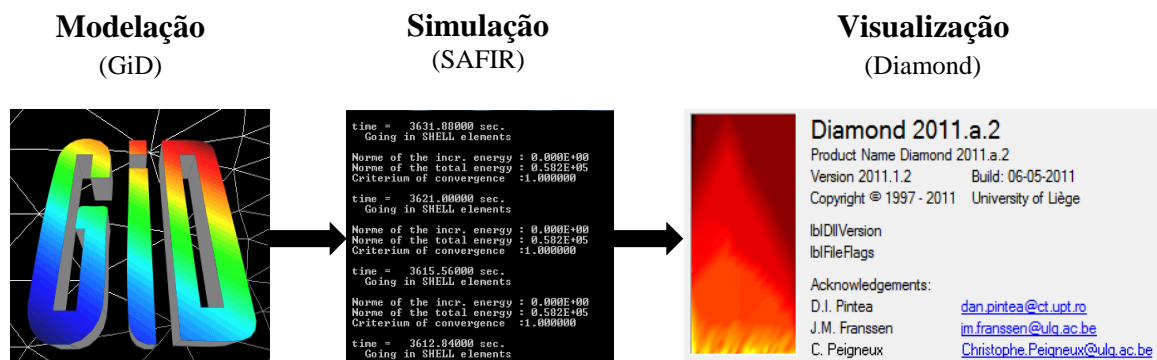 Modelação
(GiD)
Simulação
(SAFIR)
Visualização
(Diamond)
GiD
time = 3631.88000 sec.
Going in SHELL elements
Norme of the incr. energy : 0.000E+00
Norme of the total energy : 0.582E+05
Criterium of convergence :1.000000
time = 3621.00000 sec.
Going in SHELL elements
Norme of the incr. energy : 0.000E+00
Norme of the total energy : 0.582E+05
Criterium of convergence :1.000000
time = 3615.56000 sec.
Going in SHELL elements
Norme of the incr. energy : 0.000E+00
Norme of the total energy : 0.582E+05
Criterium of convergence :1.000000
time = 3612.84000 sec.
Going in SHELL elements
Diamond 2011.a.2
Product Name Diamond 2011.a.2
Version 2011.1.2 Build: 06-05-2011
Copyright © 1997 - 2011 University of Liège
lblDllVersion
lblFileFlags
Acknowledgements:
D.I. Pintea dan.pintea@ct.upt.ro
J.M. Franssen jm.franssen@ulg.ac.be
C. Peigneux Christophe.Peigneux@ulg.ac.be